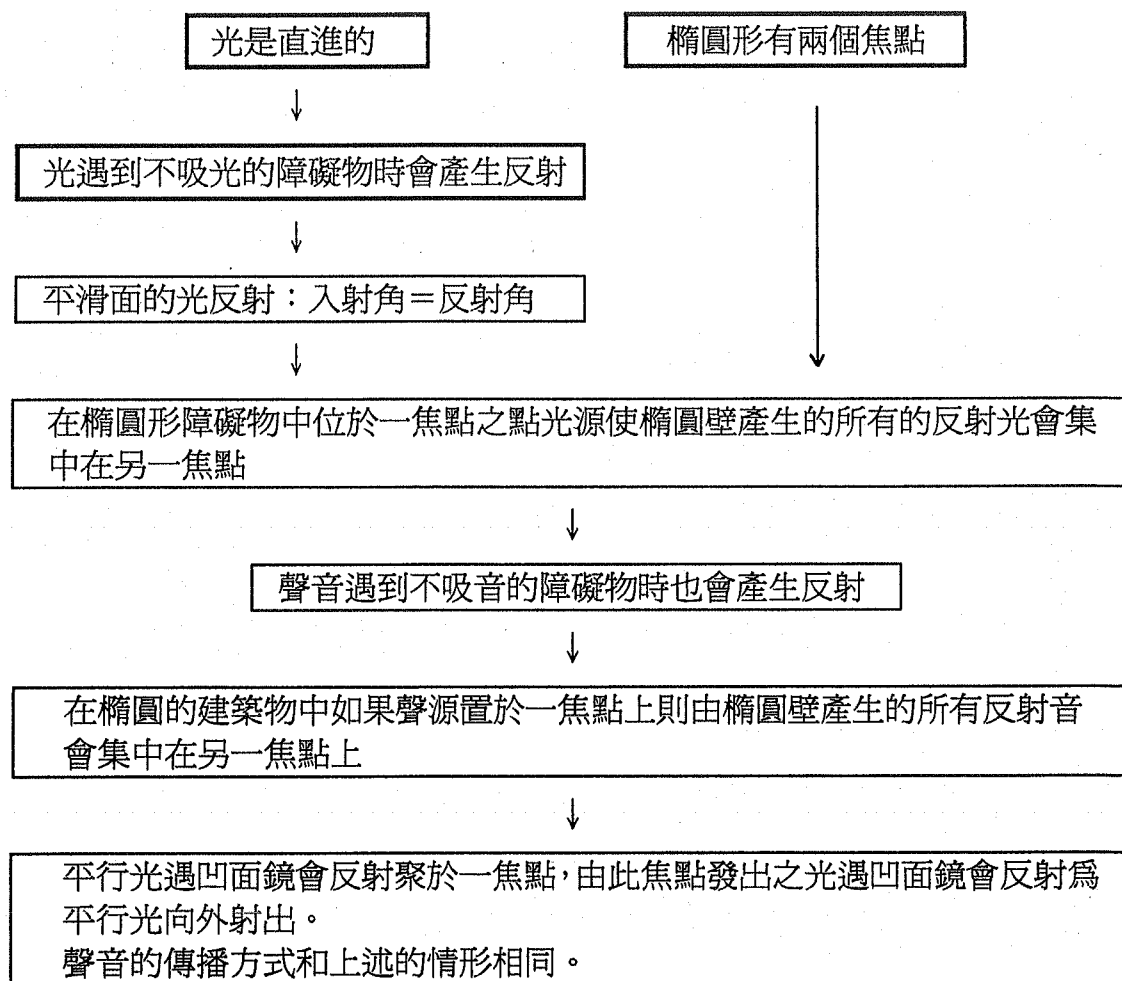 光是直進的
橢圓形有兩個焦點
光遇到不吸光的障礙物時會產生反射
平滑面的光反射：入射角＝反射角
在橢圓形障礙物中位於一焦點之點光源使橢圓壁產生的所有的反射光會集
中在另一焦點
聲音遇到不吸音的障礙物時也會產生反射
在橢圓的建築物中如果聲源置於一焦點上則由橢圓壁產生的所有反射音
會集中在另一焦點上
平行光遇凹面鏡會反射聚於一焦點，由此焦點發出之光遇凹面鏡會反射爲
平行光向外射出。
聲音的傳播方式和上述的情形相同。